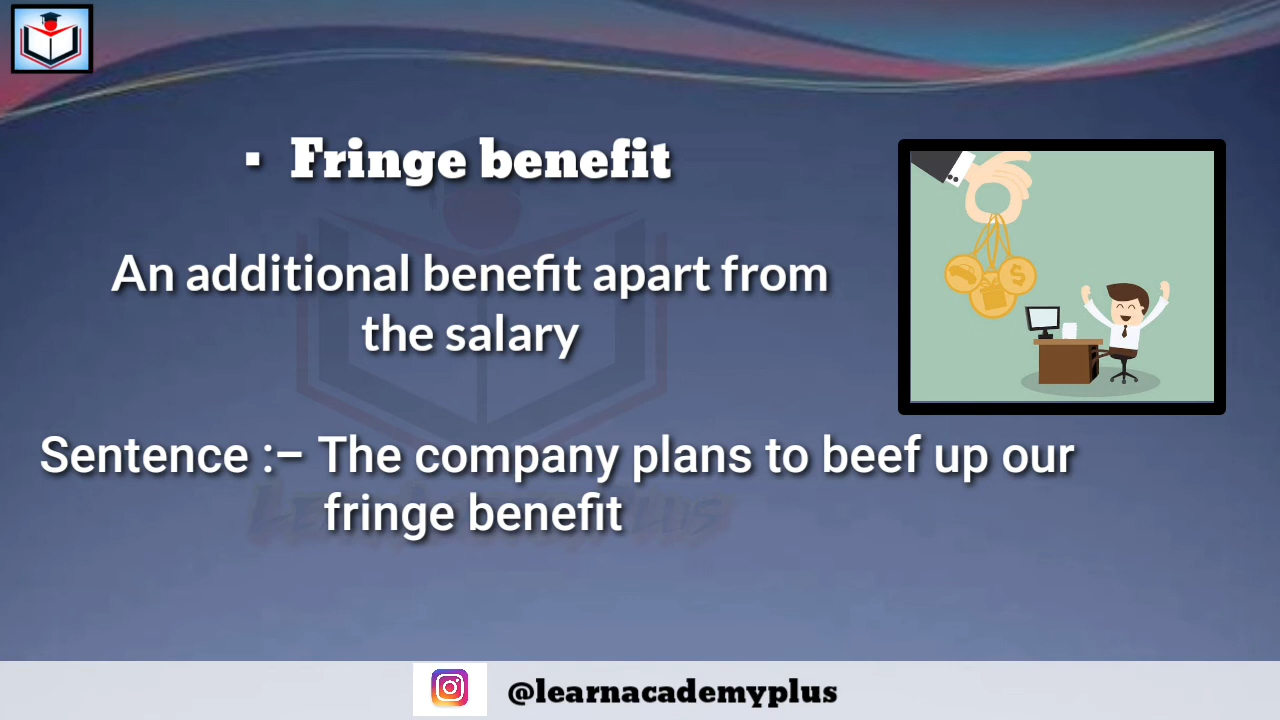 ▪ Fringe benefit
An additional benefit apart from
the salary
Sentence :– The company plans to beef up our
fringe benefit
@learnacademyplus